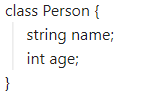 class Person {
    string name;
    int age;
}